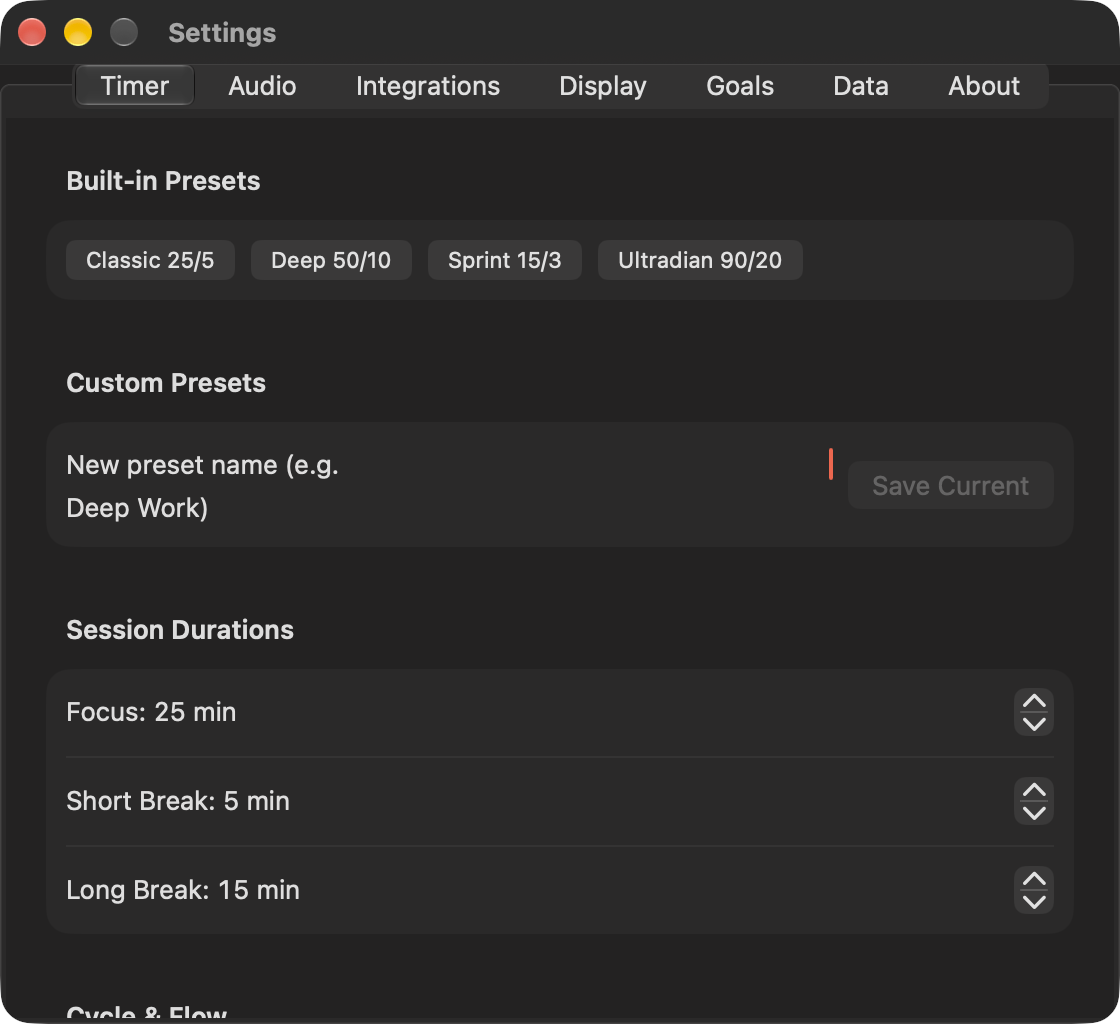 Settings
Timer Audio Integrations Display Goals Data About
Built-in Presets
Classic 25/5 Deep 50/10 Sprint 15/3 Ultradian 90/20
Custom Presets
New preset name (e.g.
Deep Work)
Save Current
Session Durations
Focus: 25 min
Short Break: 5 min
Long Break: 15 min
Cycle & Flow